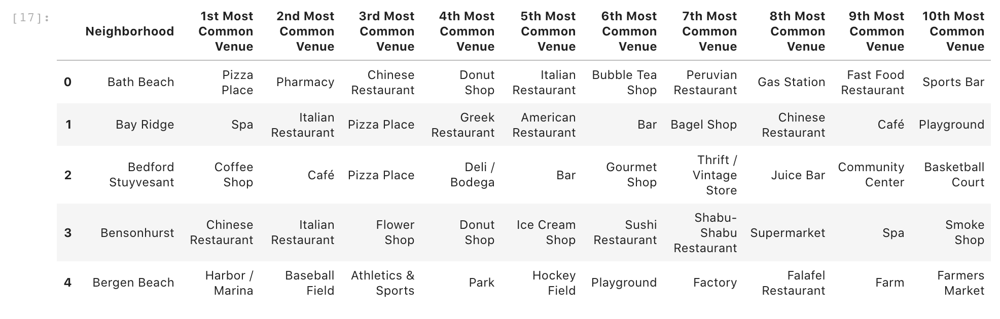 [17]:
Neighborhood 1st Most Common Venue 2nd Most Common Venue 3rd Most Common Venue 4th Most Common Venue 5th Most Common Venue 6th Most Common Venue 7th Most Common Venue 8th Most Common Venue 9th Most Common Venue 10th Most Common Venue
0 Bath Beach Pizza Place Pharmacy Chinese Restaurant Donut Shop Italian Restaurant Bubble Tea Shop Peruvian Restaurant Gas Station Fast Food Restaurant Sports Bar
1 Bay Ridge Spa Italian Restaurant Pizza Place Greek Restaurant American Restaurant Bar Bagel Shop Chinese Restaurant Café Playground
2 Bedford Stuyvesant Coffee Shop Café Pizza Place Deli / Bodega Bar Gourmet Shop Thrift / Vintage Store Juice Bar Community Center Basketball Court
3 Bensonhurst Chinese Restaurant Italian Restaurant Flower Shop Donut Shop Ice Cream Shop Sushi Restaurant Shabu-Shabu Restaurant Supermarket Spa Smoke Shop
4 Bergen Beach Harbor / Marina Baseball Field Athletics & Sports Park Hockey Field Playground Factory Falafel Restaurant Farm Farmers Market